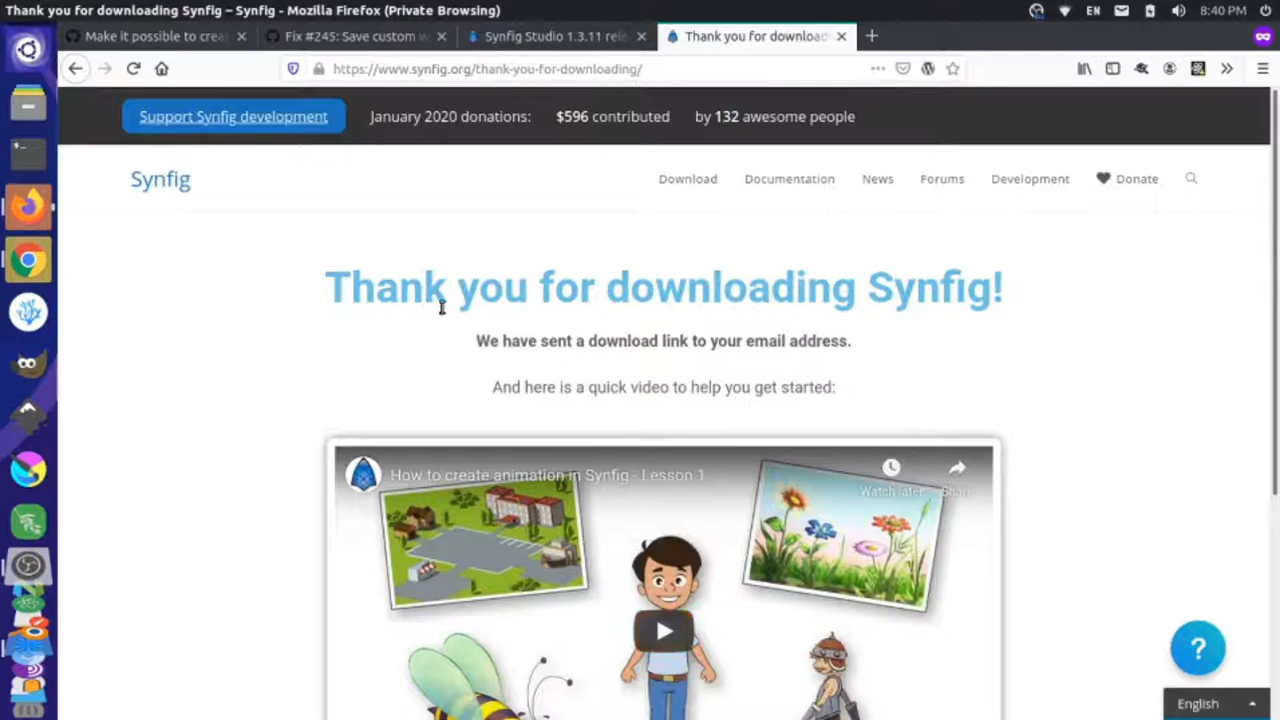 Thank you for downloading Synfig – Synfig - Mozilla Firefox (Private Browsing)
EN
8:40 PM
Make it possible to crea
Fix #245: Save custom w
Synfig Studio 1.3.11 rele
Thank you for download
https://www.synfig.org/thank-you-for-downloading/
Support Synfig development
January 2020 donations:
$596 contributed
by 132 awesome people
Synfig
Download
Documentation
News
Forums
Development
Donate
Thank you for downloading Synfig!
We have sent a download link to your email address.
And here is a quick video to help you get started:
How to create animation in Synfig - Lesson 1
Watch later
Share
?
English